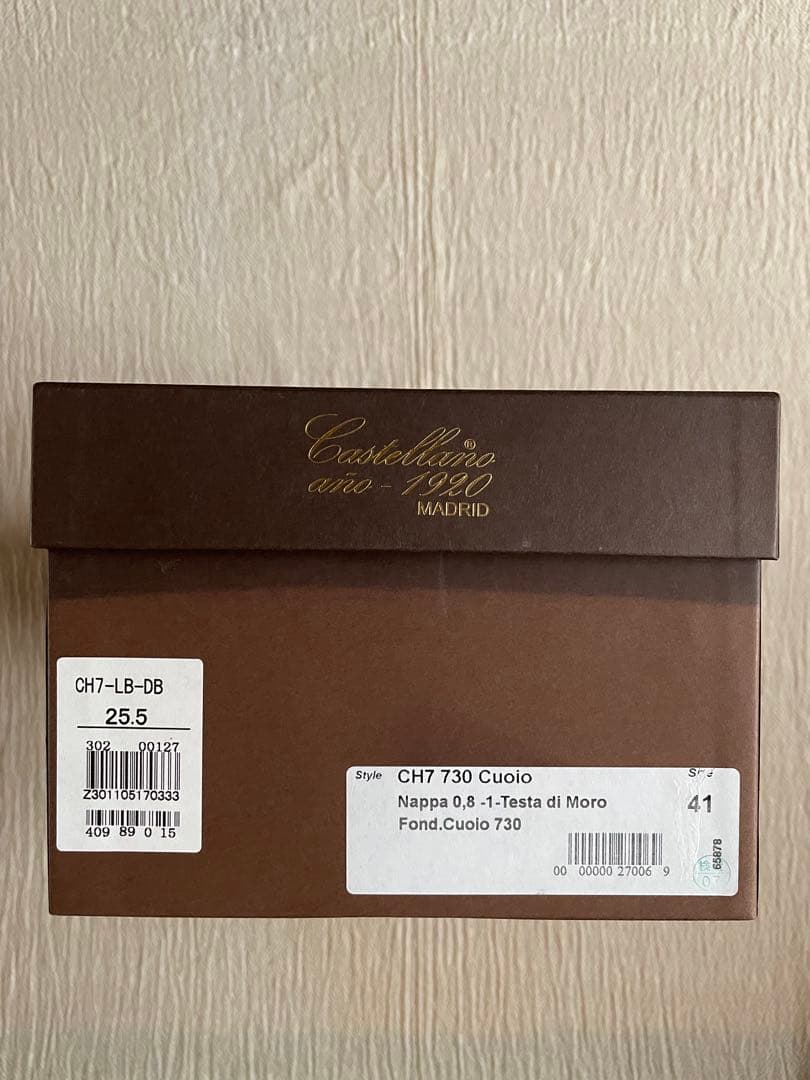 Castellano®
año - 1920
MADRID
CH7-LB-DB
25.5
302 00127
Z301105170333
409 89 0 15
Style CH7 730 Cuoio
Nappa 0,8 -1-Testa di Moro
Fond.Cuoio 730
41
00 00000 27006 9
65878